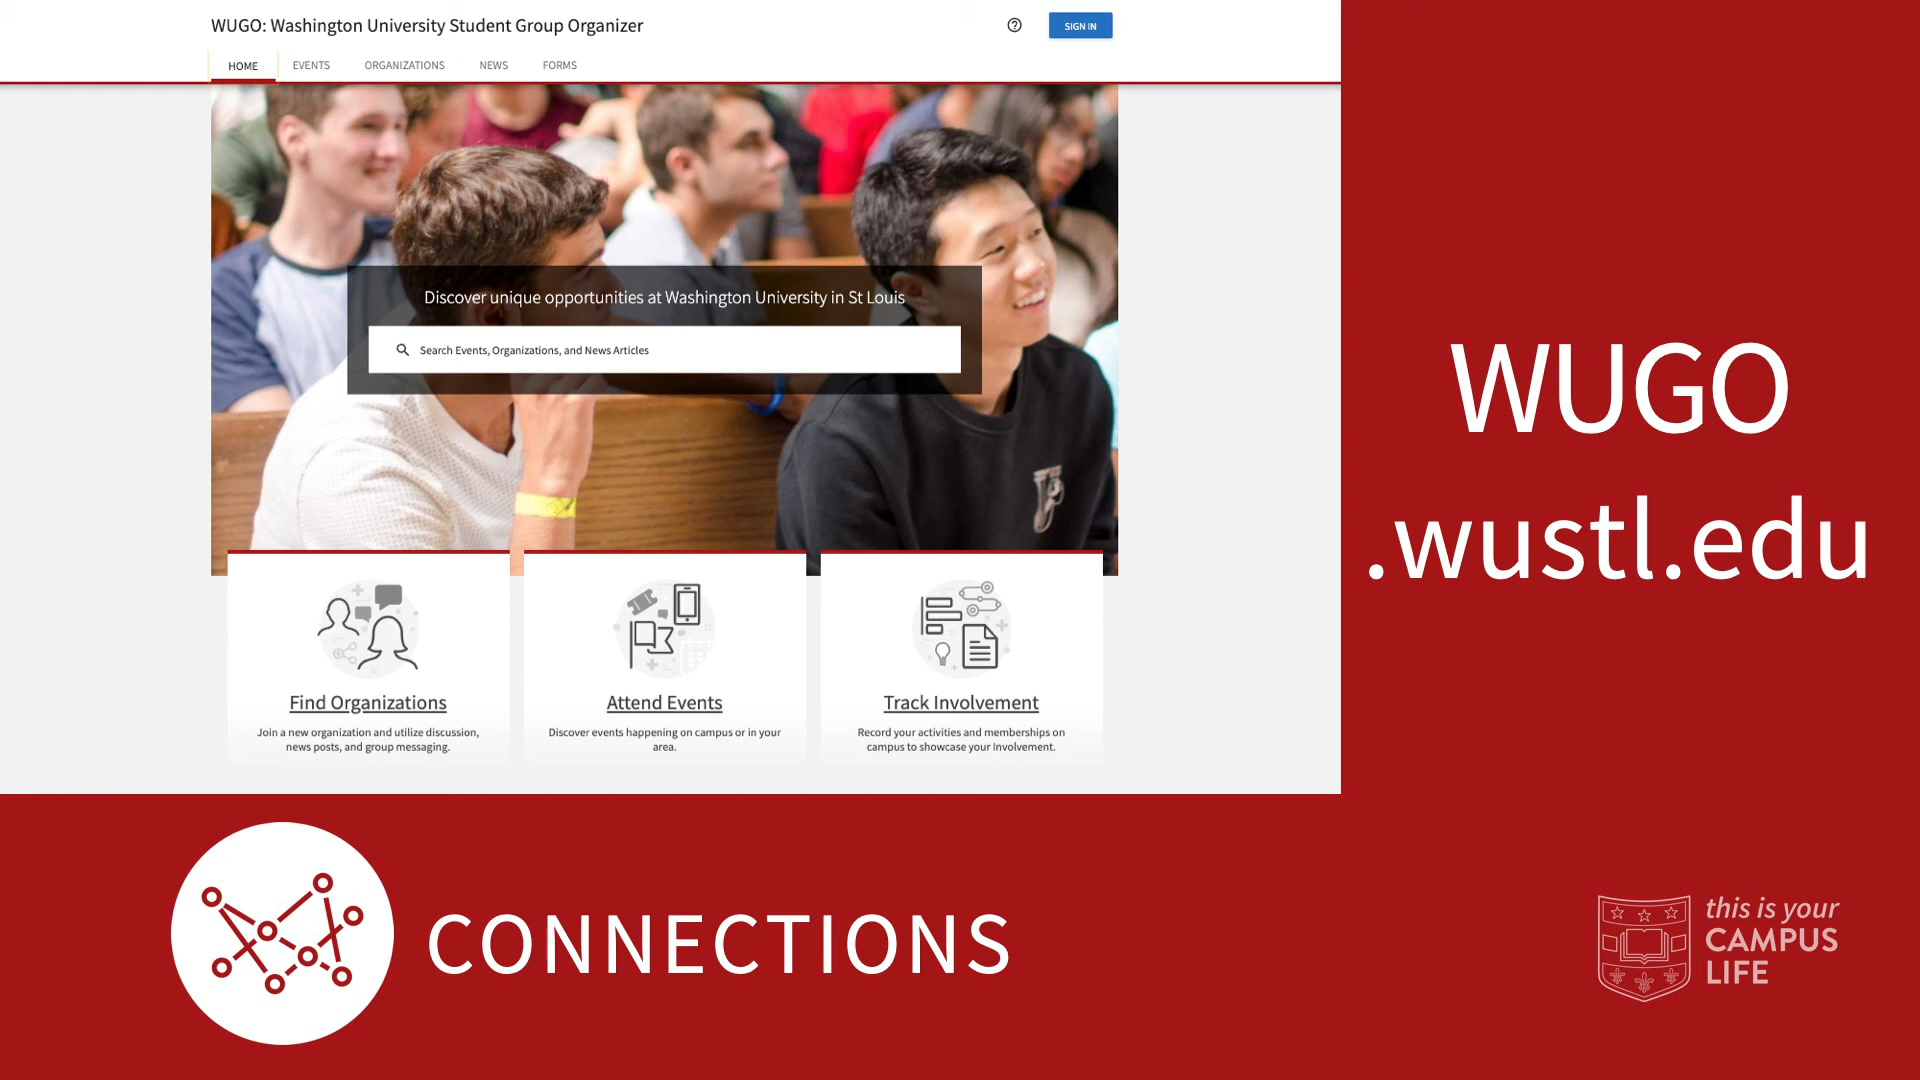 WUGO: Washington University Student Group Organizer
SIGN IN
HOME EVENTS ORGANIZATIONS NEWS FORMS
Discover unique opportunities at Washington University in St Louis
Search Events, Organizations, and News Articles
Find Organizations
Join a new organization and utilize discussion,
news posts, and group messaging.
Attend Events
Discover events happening on campus or in your
area.
Track Involvement
Record your activities and memberships on
campus to showcase your Involvement.
WUGO
.wustl.edu
CONNECTIONS
this is your
CAMPUS
LIFE